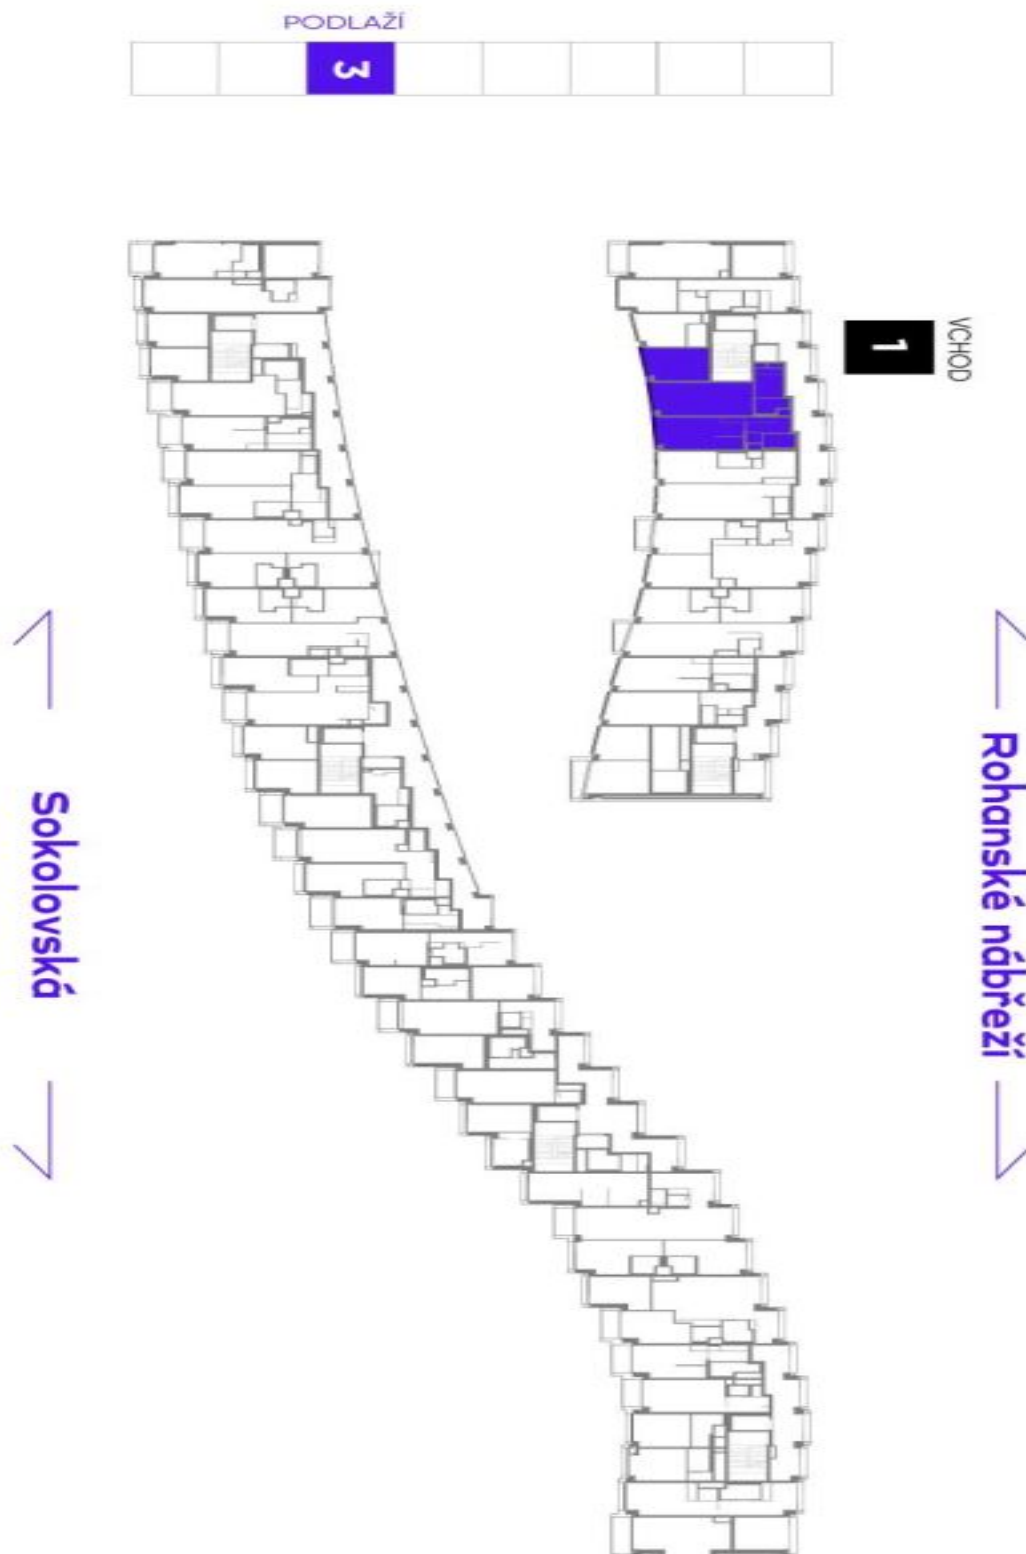 PODLAŽÍ
3
VCHOD
1
Sokolovská
Rohanské nábřeží